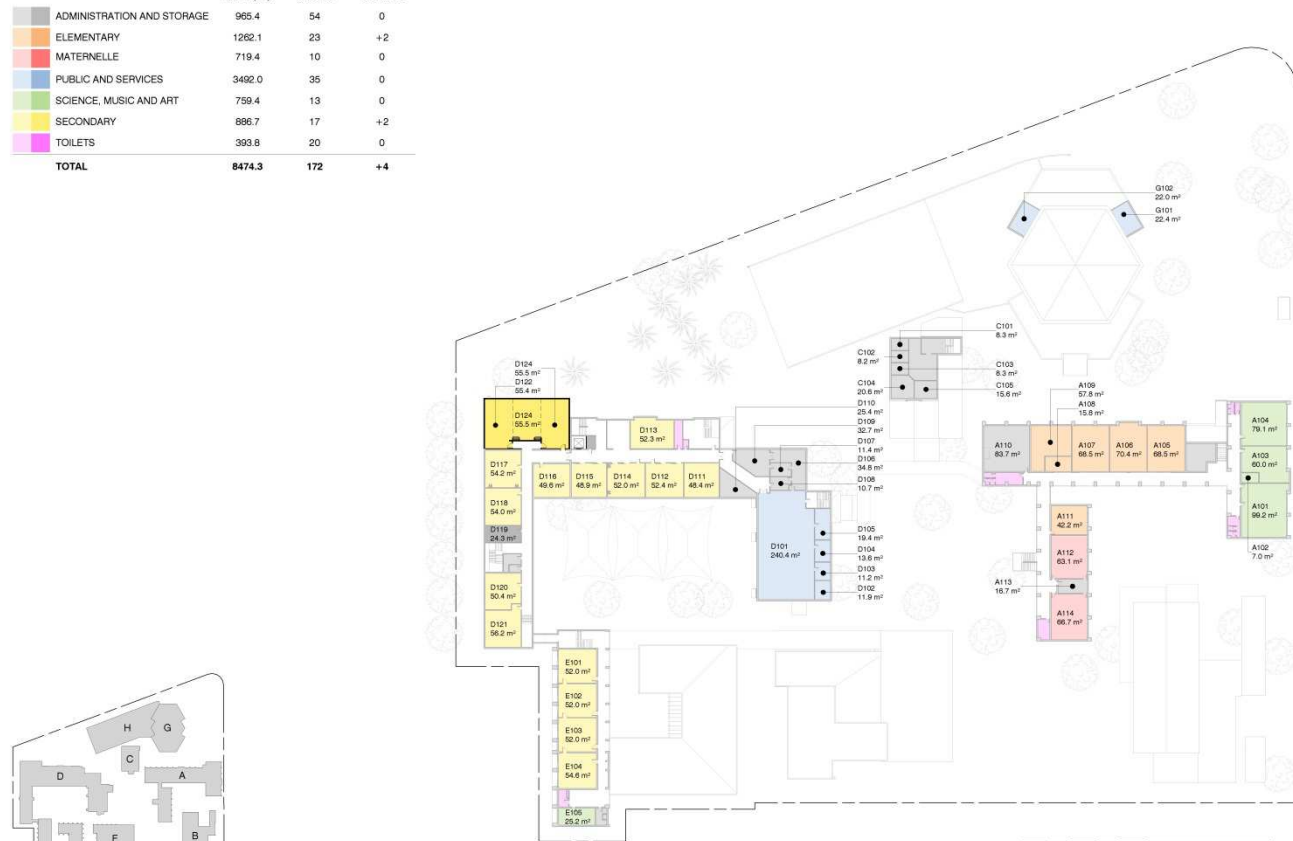 ADMINISTRATION AND STORAGE 965.4 54 0
ELEMENTARY 1262.1 23 +2
MATERNELLE 719.4 10 0
PUBLIC AND SERVICES 3492.0 35 0
SCIENCE, MUSIC AND ART 759.4 13 0
SECONDARY 886.7 17 +2
TOILETS 393.8 20 0
TOTAL 8474.3 172 +4
G102
22.0 m²
G101
22.4 m²
C101
8.3 m²
C102
8.2 m²
C103
8.3 m²
C104
20.6 m²
C105
15.6 m²
D124
55.5 m²
D122
55.4 m²
D124
55.5 m²
D113
52.3 m²
D110
25.4 m²
D109
32.7 m²
D107
11.4 m²
D106
34.8 m²
D108
10.7 m²
D117
54.2 m²
D116
49.6 m²
D115
48.9 m²
D114
52.0 m²
D112
52.4 m²
D111
48.4 m²
D118
54.0 m²
D119
24.3 m²
D120
50.4 m²
D121
56.2 m²
D101
240.4 m²
D105
19.4 m²
D104
13.6 m²
D103
11.2 m²
D102
11.9 m²
A109
57.8 m²
A108
15.8 m²
A110
83.7 m²
A107
68.5 m²
A106
70.4 m²
A105
68.5 m²
A104
79.1 m²
A103
60.0 m²
A101
99.2 m²
A102
7.0 m²
A111
42.2 m²
A112
63.1 m²
A113
16.7 m²
A114
66.7 m²
E101
52.0 m²
E102
52.0 m²
E103
52.0 m²
E104
54.6 m²
E105
25.2 m²
H
G
C
D
A
B